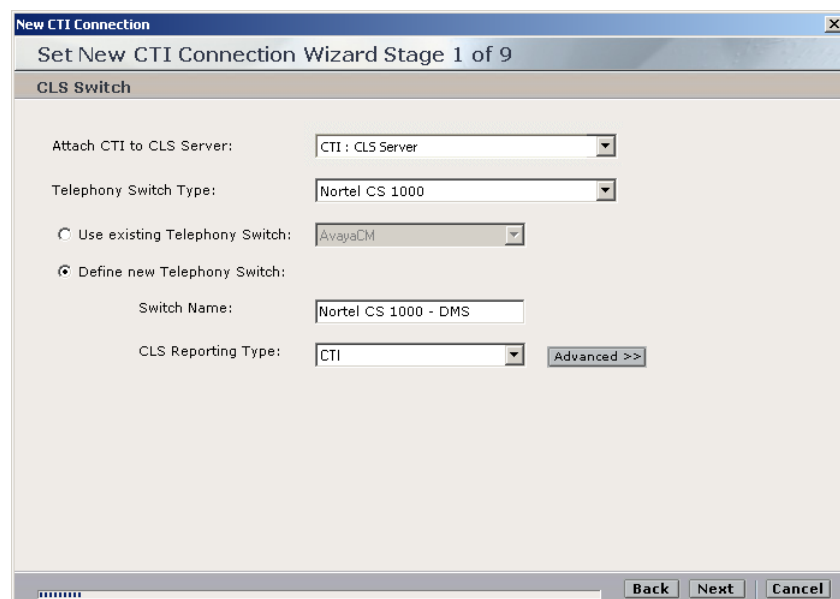 New CTI Connection
Set New CTI Connection Wizard Stage 1 of 9
CLS Switch
Attach CTI to CLS Server: CTI : CLS Server
Telephony Switch Type: Nortel CS 1000
Use existing Telephony Switch: AvayaCM
Define new Telephony Switch:
Switch Name: Nortel CS 1000 - DMS
CLS Reporting Type: CTI Advanced >>
Back Next Cancel